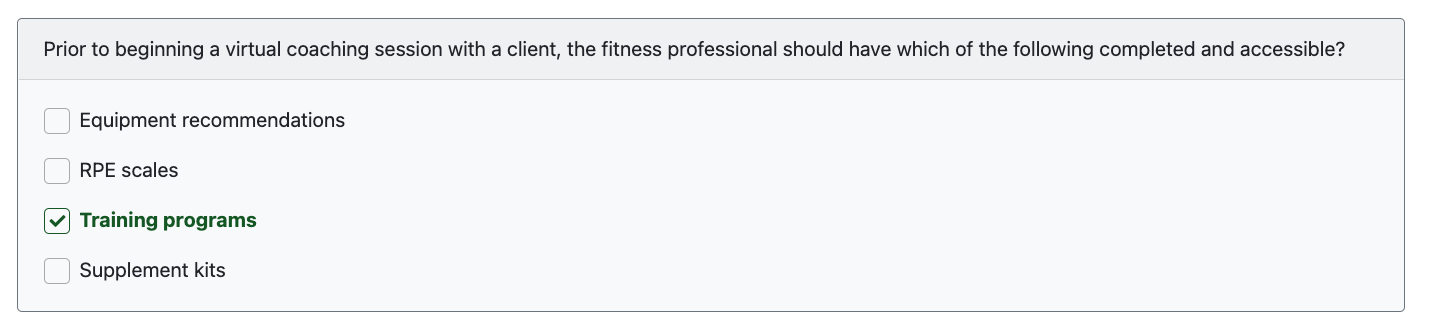 Prior to beginning a virtual coaching session with a client, the fitness professional should have which of the following completed and accessible?
Equipment recommendations
RPE scales
Training programs
Supplement kits